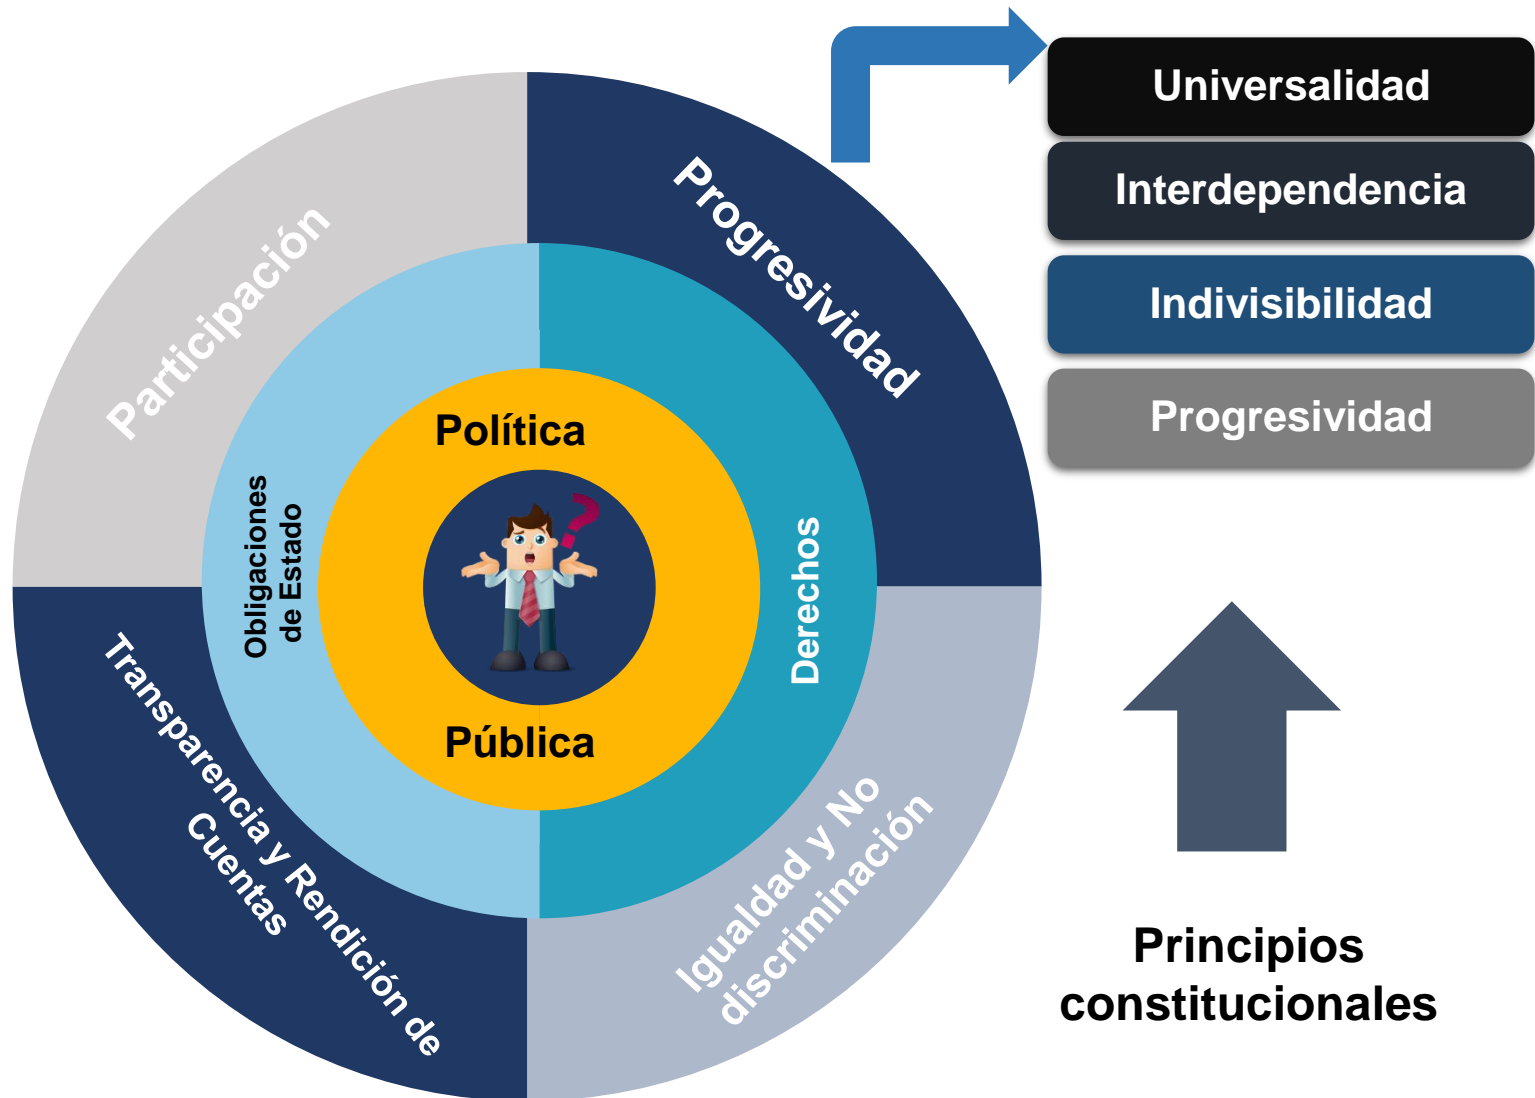 Participación
Progresividad
Política
Pública
Obligaciones
de Estado
Derechos
Transparencia y Rendición de
Cuentas
Igualdad y No
discriminación
Universalidad
Interdependencia
Indivisibilidad
Progresividad
Principios
constitucionales
?